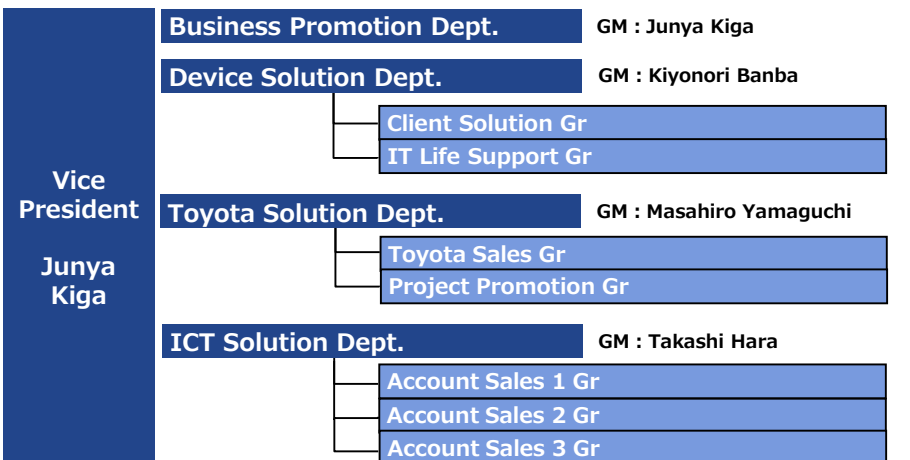 Vice
President
Junya
Kiga
Business Promotion Dept.
GM : Junya Kiga
Device Solution Dept.
GM : Kiyonori Banba
Client Solution Gr
IT Life Support Gr
Toyota Solution Dept.
GM : Masahiro Yamaguchi
Toyota Sales Gr
Project Promotion Gr
ICT Solution Dept.
GM : Takashi Hara
Account Sales 1 Gr
Account Sales 2 Gr
Account Sales 3 Gr